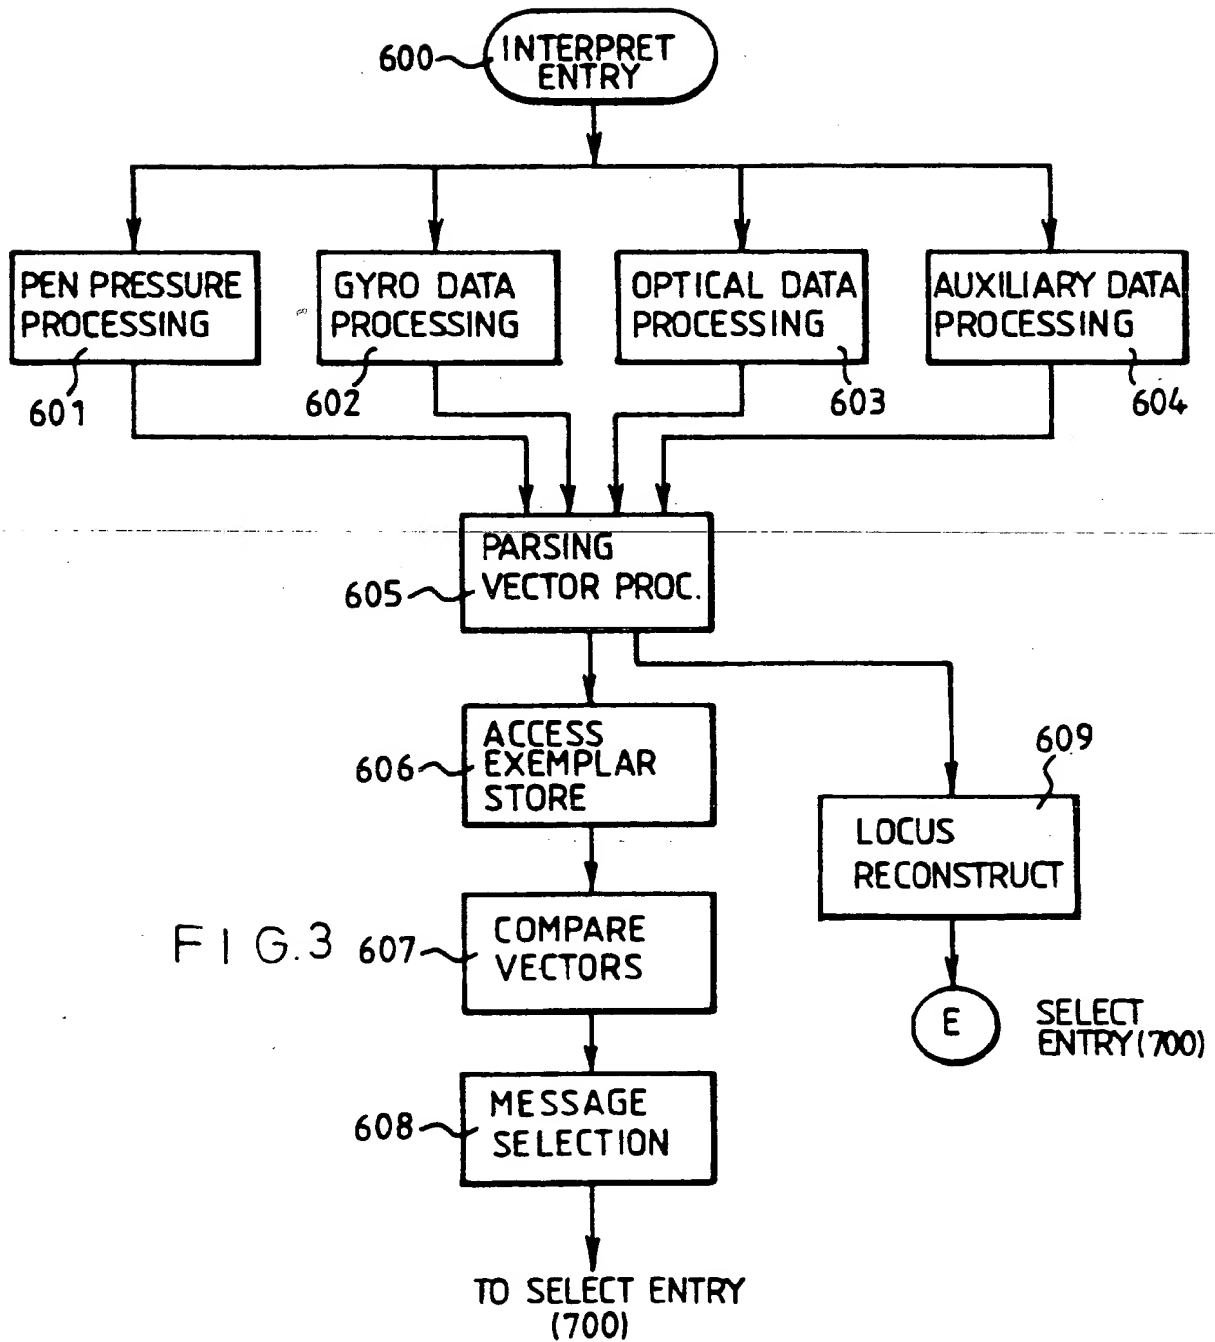 600
INTERPRET
ENTRY
PEN PRESSURE
PROCESSING
601
GYRO DATA
PROCESSING
602
OPTICAL DATA
PROCESSING
603
AUXILIARY DATA
PROCESSING
604
PARSING
VECTOR PROC.
605
ACCESS
EXEMPLAR
STORE
606
609
LOCUS
RECONSTRUCT
FIG.3
607
COMPARE
VECTORS
E
SELECT
ENTRY(700)
608
MESSAGE
SELECTION
TO SELECT ENTRY
(700)